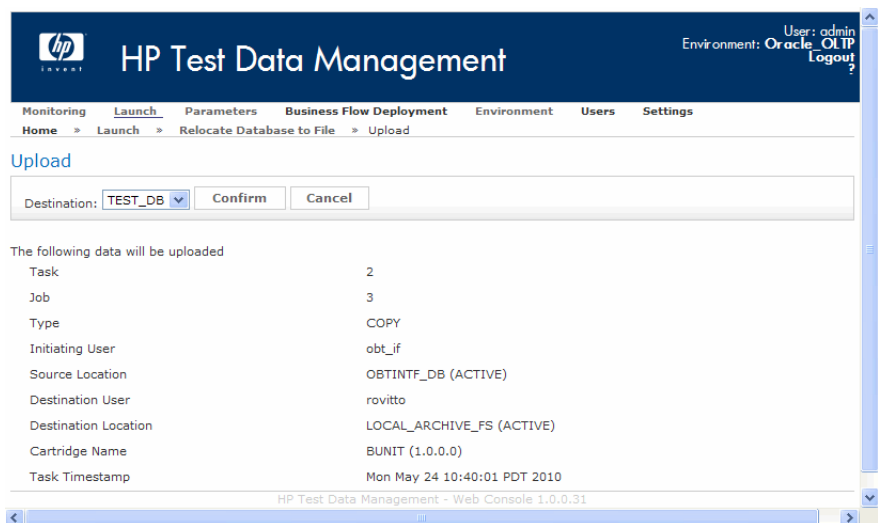 hp
invent
HP Test Data Management
User: admin
Environment: Oracle_OLTP
Logout
?
Monitoring Launch Parameters Business Flow Deployment Environment Users Settings
Home » Launch » Relocate Database to File » Upload
Upload
Destination: TEST_DB Confirm Cancel
The following data will be uploaded
Task 2
Job 3
Type COPY
Initiating User obt_if
Source Location OBTINTF_DB (ACTIVE)
Destination User rovitto
Destination Location LOCAL_ARCHIVE_FS (ACTIVE)
Cartridge Name BUNIT (1.0.0.0)
Task Timestamp Mon May 24 10:40:01 PDT 2010
HP Test Data Management - Web Console 1.0.0.31